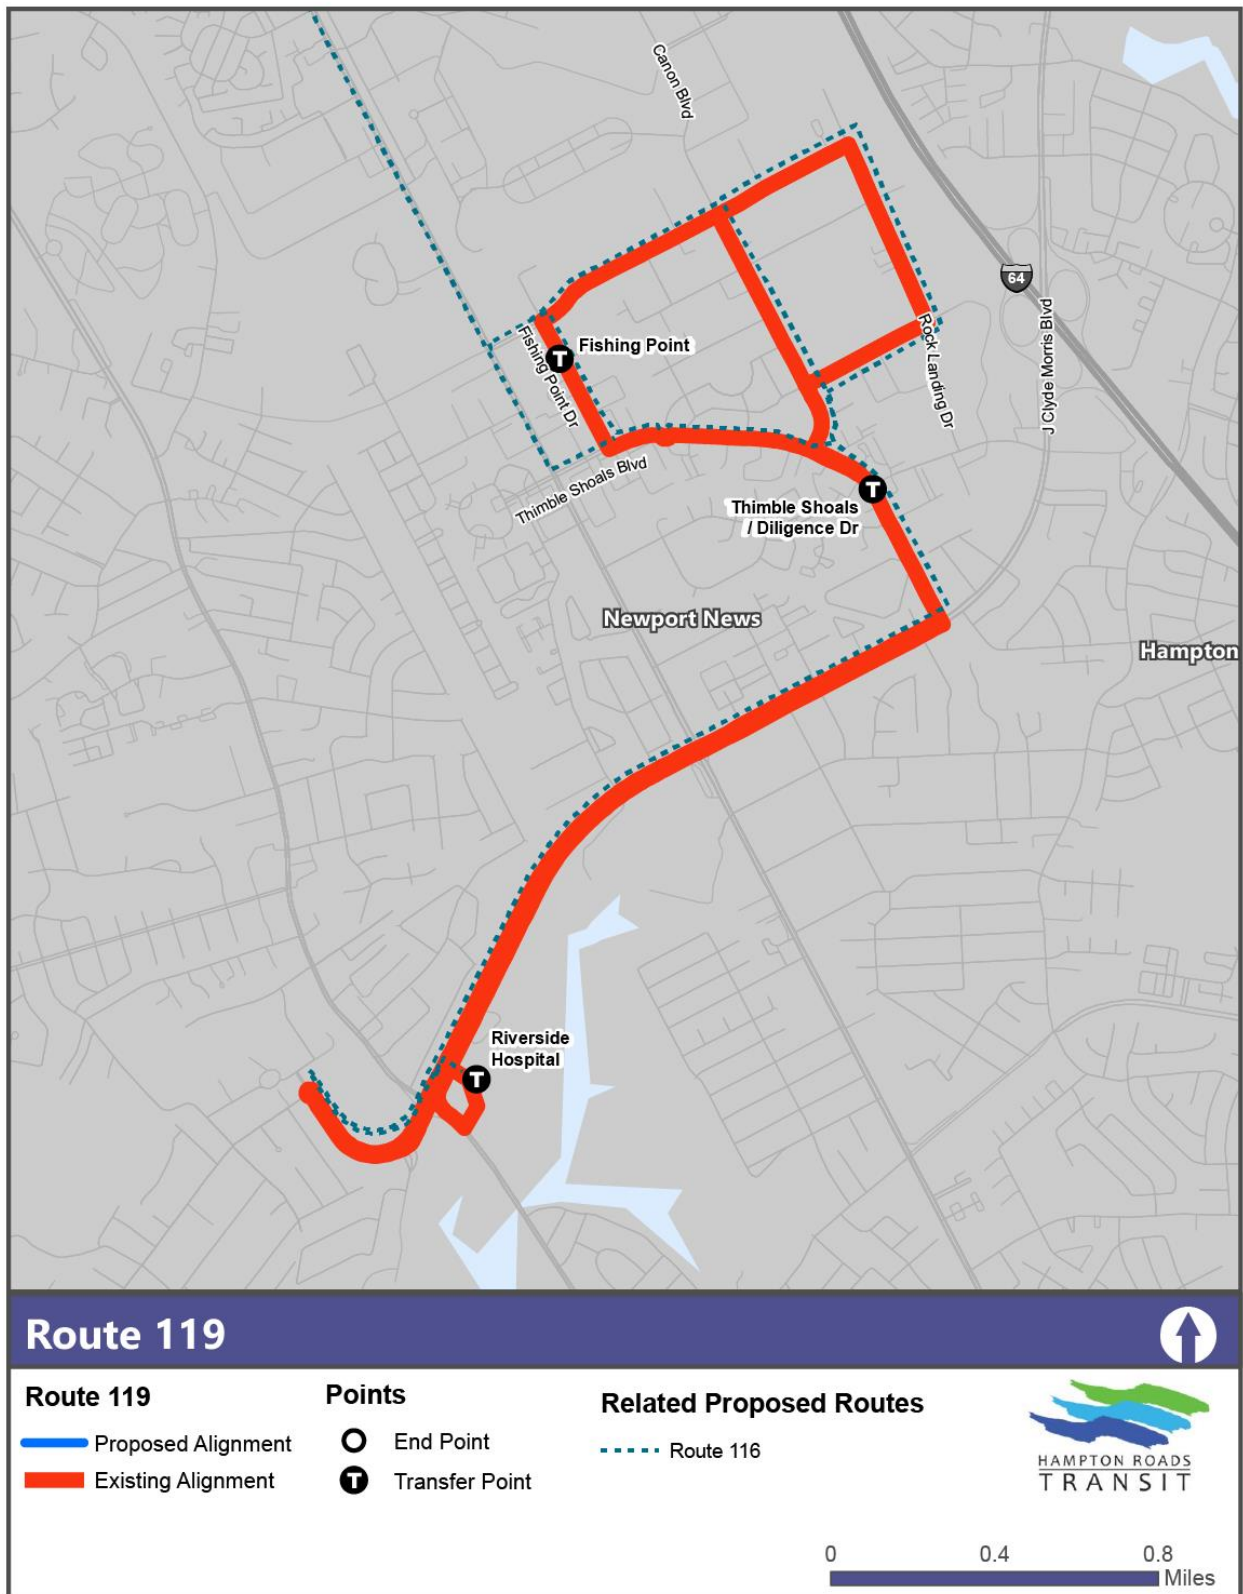 Canon Blvd
64
Fishing Point
T
Fishing Point Dr
Rock Landing Dr
J Clyde Morris Blvd
Thimble Shoals Blvd
T
Thimble Shoals
/ Diligence Dr
Newport News
Hampton
Riverside
Hospital
T
Route 119
Route 119
Proposed Alignment
Existing Alignment
Points
End Point
T Transfer Point
Related Proposed Routes
Route 116
HAMPTON ROADS
TRANSIT
0 0.4 0.8
Miles